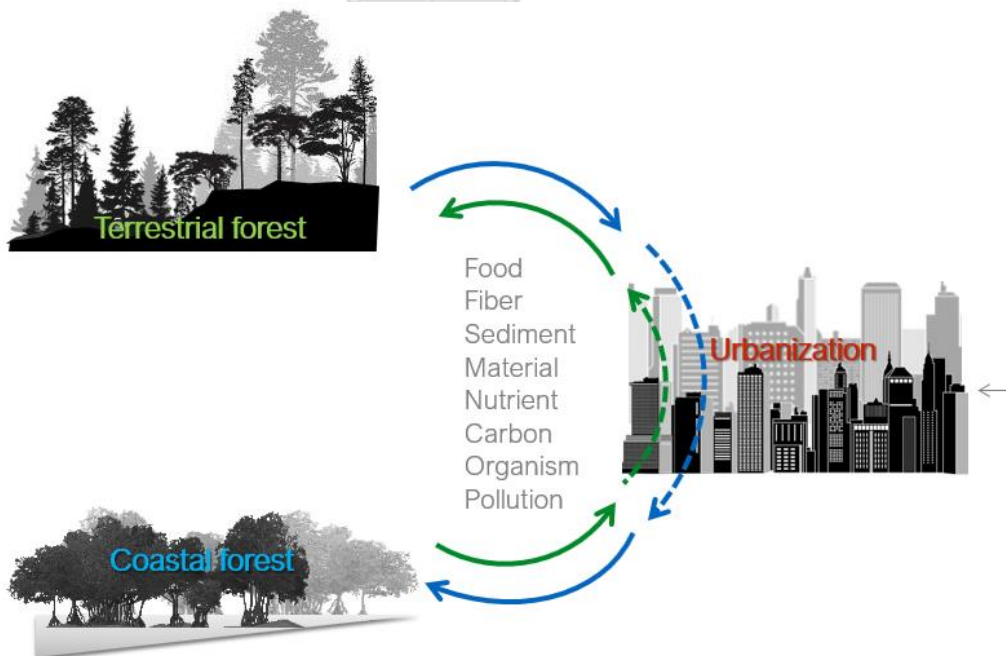 Terrestrial forest
Food
Fiber
Sediment
Material
Nutrient
Carbon
Organism
Pollution
Urbanization
Coastal forest